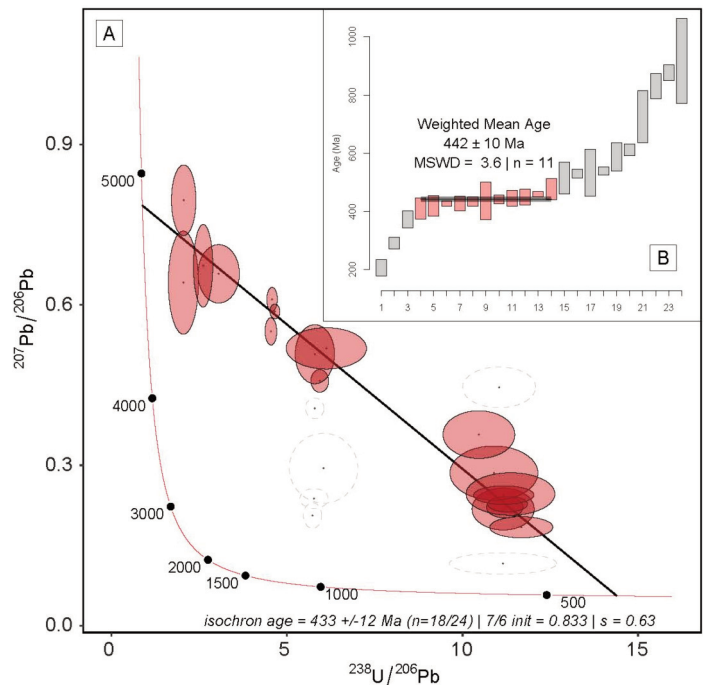 A
0.9
0.6
0.3
0.0
207Pb/206Pb
5000
4000
3000
2000
1500
1000
500
isochron age = 433 +/-12 Ma (n=18/24) | 7/6 init = 0.833 | s = 0.63
0 5 10 15
238U/206Pb
1000
800
600
400
200
Age (Ma)
Weighted Mean Age
442 ± 10 Ma
MSWD = 3.6 | n = 11
B
1 3 5 7 9 11 13 15 17 19 21 23